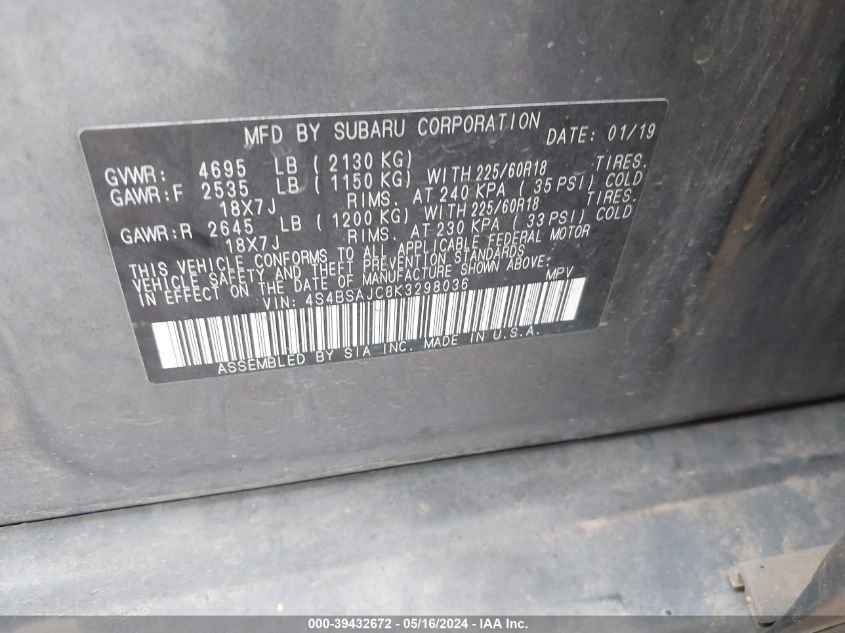 MFD BY SUBARU CORPORATION DATE: 01/19
GVWR: 4695 LB ( 2130 KG)
GAWR:F 2535 LB ( 1150 KG) WITH 225/60R18 TIRES.
18X7J RIMS. AT 240 KPA ( 35 PSI) COLD
GAWR:R 2645 LB ( 1200 KG) WITH 225/60R18 TIRES.
18X7J RIMS. AT 230 KPA ( 33 PSI) COLD
THIS VEHICLE CONFORMS TO ALL APPLICABLE FEDERAL MOTOR
VEHICLE SAFETY AND THEFT PREVENTION STANDARDS
IN EFFECT ON THE DATE OF MANUFACTURE SHOWN ABOVE.
VIN: 4S4BSAJC8K3298036 MPV
ASSEMBLED BY SIA INC. MADE IN U.S.A.
000-39432672 - 05/16/2024 - IAA Inc.